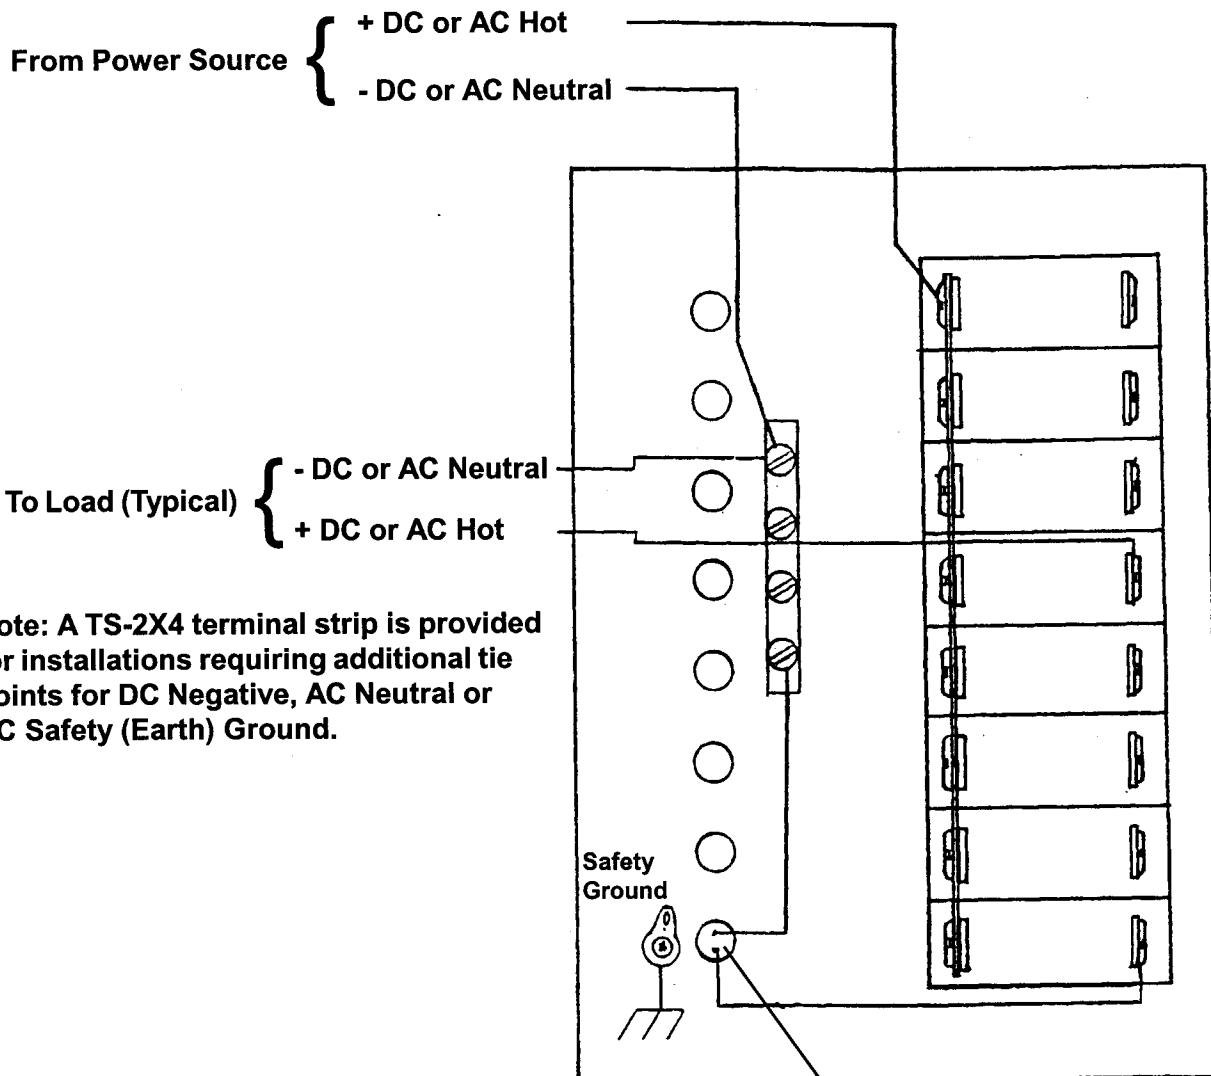 + DC or AC Hot
From Power Source
- DC or AC Neutral
- DC or AC Neutral
To Load (Typical)
+ DC or AC Hot
ote: A TS-2X4 terminal strip is provided
or installations requiring additional tie
oints for DC Negative, AC Neutral or
C Safety (Earth) Ground.
Safety
Ground